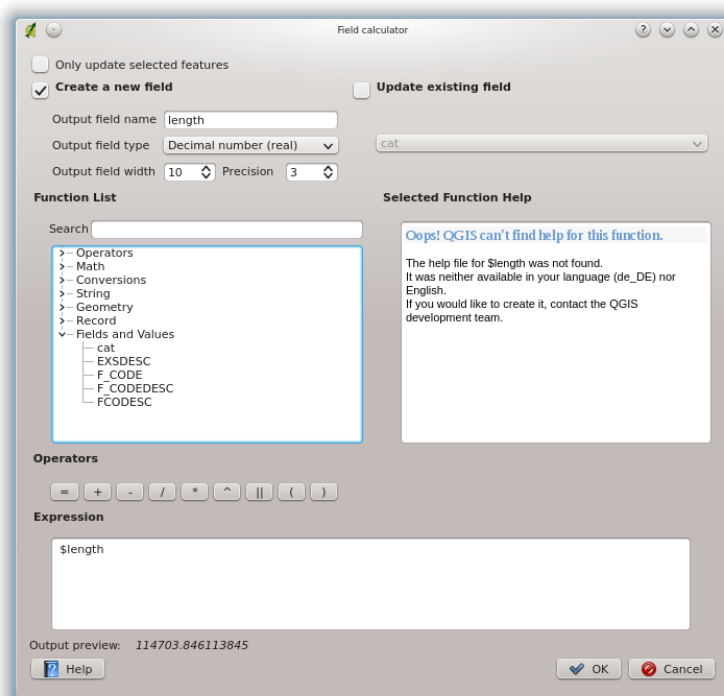 Field calculator
Only update selected features
Create a new field
Update existing field
Output field name length
Output field type Decimal number (real)
cat
Output field width 10 Precision 3
Function List
Selected Function Help
Search
Operators
Math
Conversions
String
Geometry
Record
Fields and Values
cat
EXSDESC
F_CODE
F_CODEDESC
FCODESC
Oops! QGIS can't find help for this function.
The help file for $length was not found.
It was neither available in your language (de_DE) nor
English.
If you would like to create it, contact the QGIS
development team.
Operators
= + - / * ^ || ( )
Expression
$length
Output preview: 114703.846113845
Help
OK
Cancel